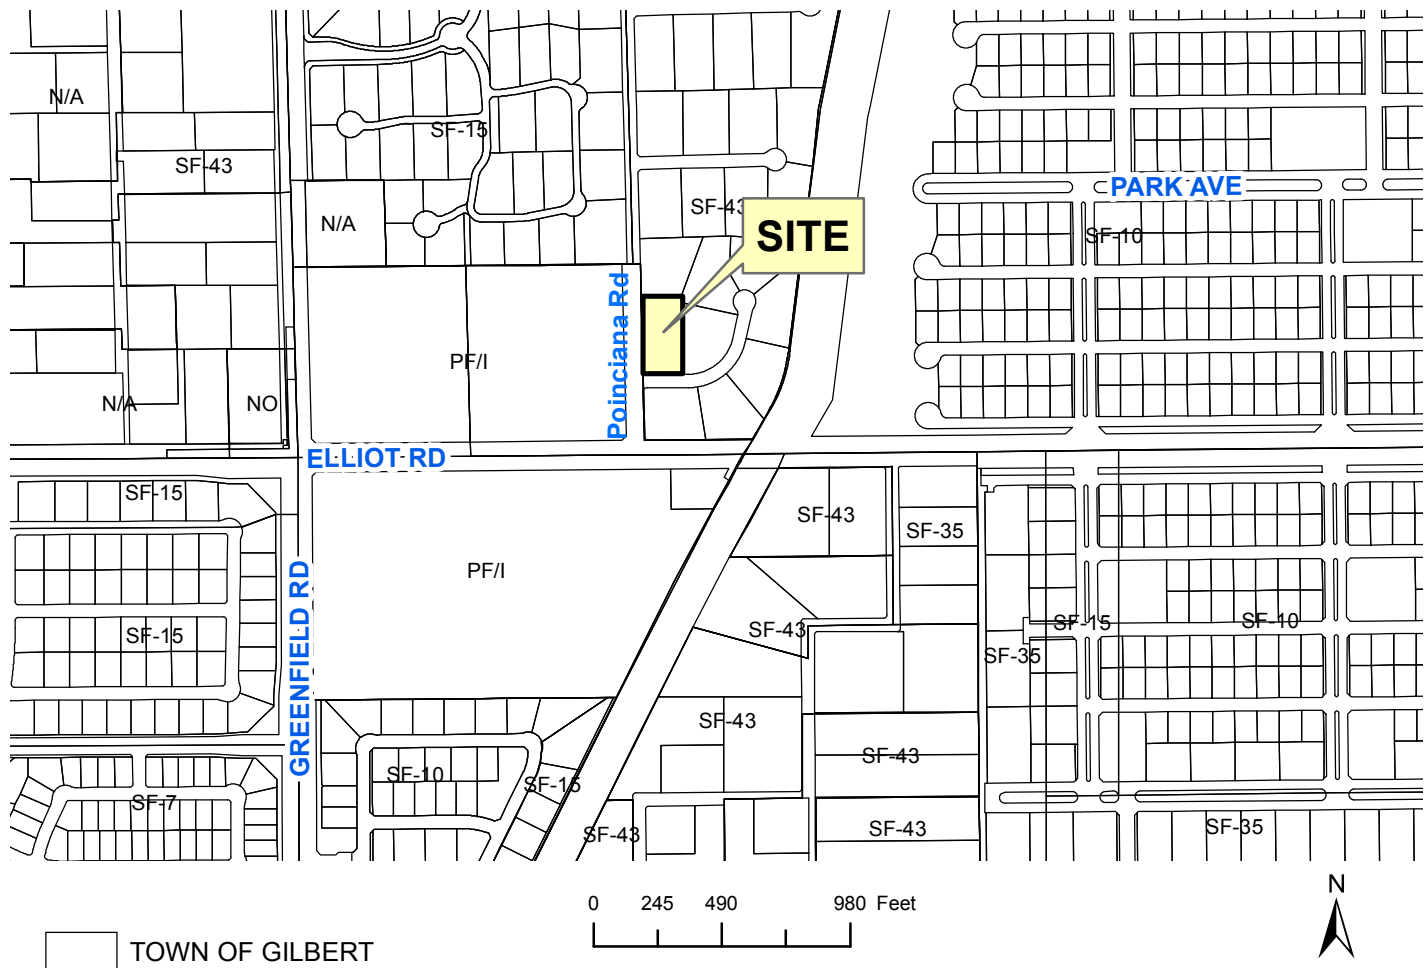 N/A
SF-15
SF-43
PARK AVE
N/A
SF-43
SITE
SF-10
Poinciana Rd
PF/I
N/A
NO
ELLIOT RD
SF-15
SF-43
SF-35
PF/I
GREENFIELD RD
SF-15
SF-43
SF-15
SF-10
SF-35
SF-43
SF-43
SF-10
SF-15
SF-7
SF-43
SF-43
SF-35
0 245 490 980 Feet
N
TOWN OF GILBERT